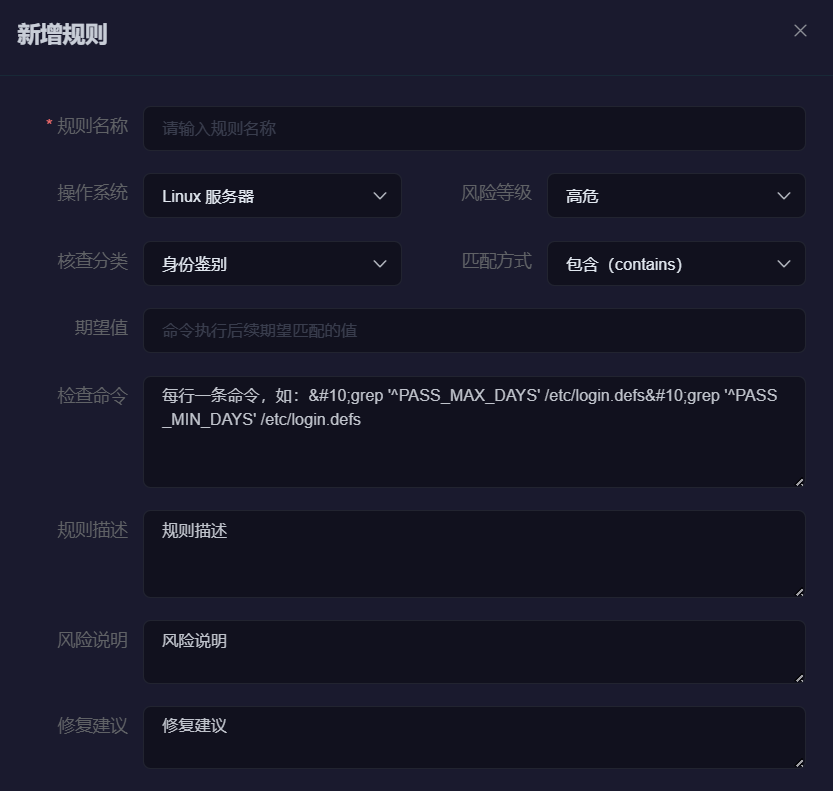 新增规则
* 规则名称 请输入规则名称
操作系统 Linux 服务器 风险等级 高危
核查分类 身份鉴别 匹配方式 包含（contains）
期望值 命令执行后续期望匹配的值
检查命令 每行一条命令，如：&#10;grep '^PASS_MAX_DAYS' /etc/login.defs&#10;grep '^PASS
_MIN_DAYS' /etc/login.defs
规则描述 规则描述
风险说明 风险说明
修复建议 修复建议